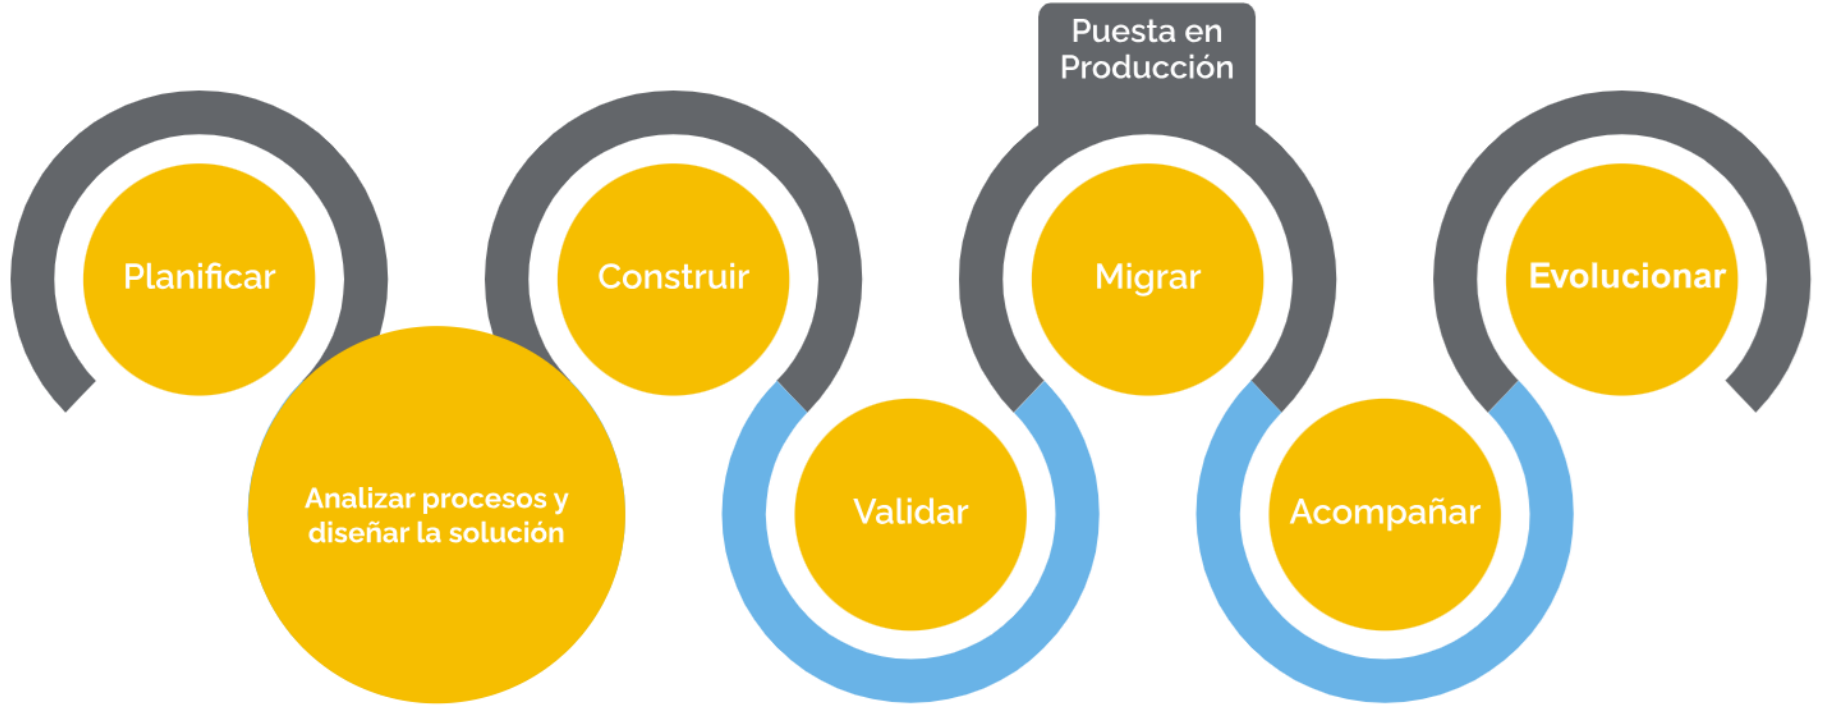 Planificar
Analizar procesos y
diseñar la solución
Construir
Validar
Puesta en
Producción
Migrar
Acompañar
Evolucionar